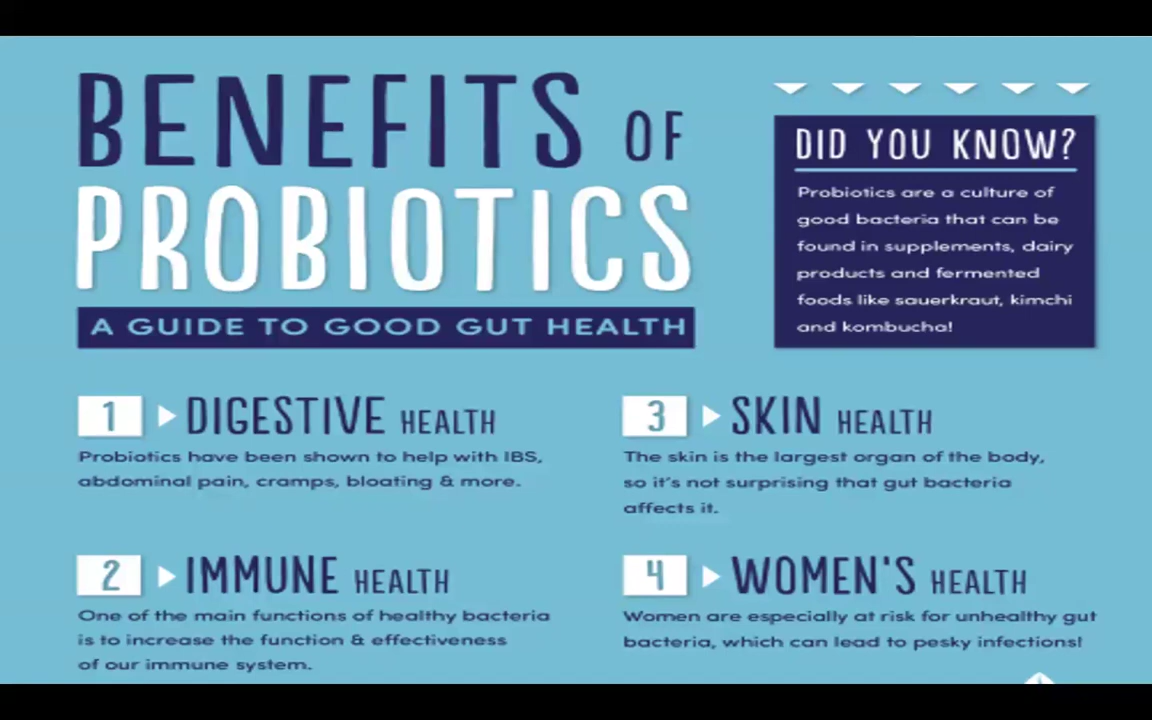 BENEFITS OF
PROBIOTICS
A GUIDE TO GOOD GUT HEALTH
DID YOU KNOW?
Probiotics are a culture of
good bacteria that can be
found in supplements, dairy
products and fermented
foods like sauerkraut, kimchi
and kombucha!
1 DIGESTIVE HEALTH
Probiotics have been shown to help with IBS,
abdominal pain, cramps, bloating & more.
2 IMMUNE HEALTH
One of the main functions of healthy bacteria
is to increase the function & effectiveness
of our immune system.
3 SKIN HEALTH
The skin is the largest organ of the body,
so it's not surprising that gut bacteria
affects it.
4 WOMEN'S HEALTH
Women are especially at risk for unhealthy gut
bacteria, which can lead to pesky infections!